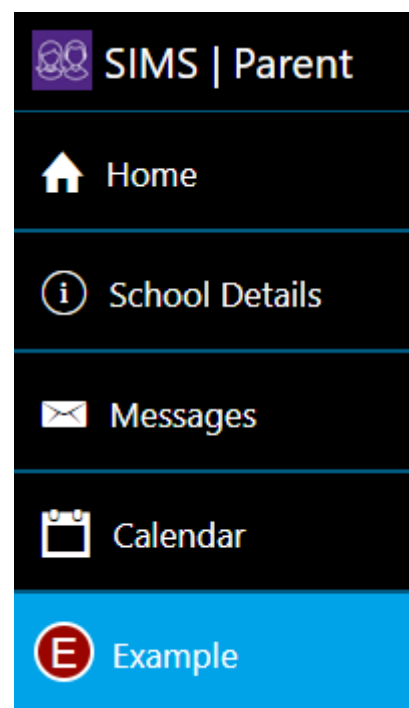 SIMS | Parent
Home
School Details
Messages
Calendar
E Example